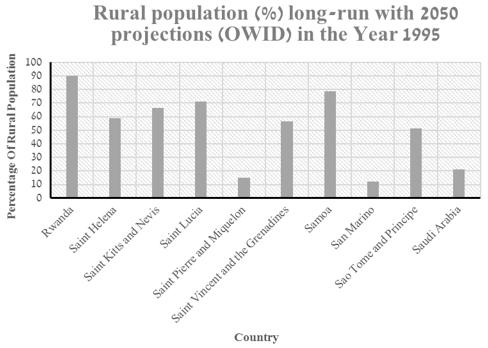 Rural population (%) long-run with 2050
projections (OWID) in the Year 1995
Percentage Of Rural Population
100
90
80
70
60
50
40
30
20
10
0
Rwanda
Saint Helena
Saint Kitts and Nevis
Saint Lucia
Saint Pierre and Miquelon
Saint Vincent and the Grenadines
Samoa
San Marino
Sao Tome and Principe
Saudi Arabia
Country